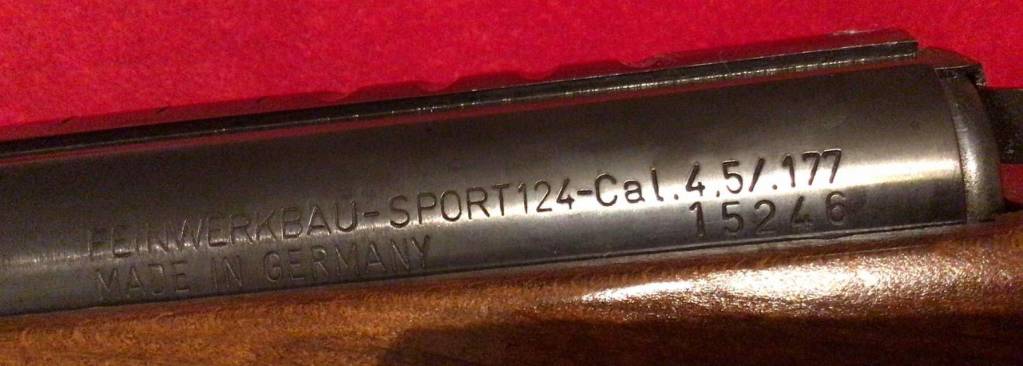 FEINWERKBAU-SPORT124-Cal.4,5/.177
15246
MADE IN GERMANY